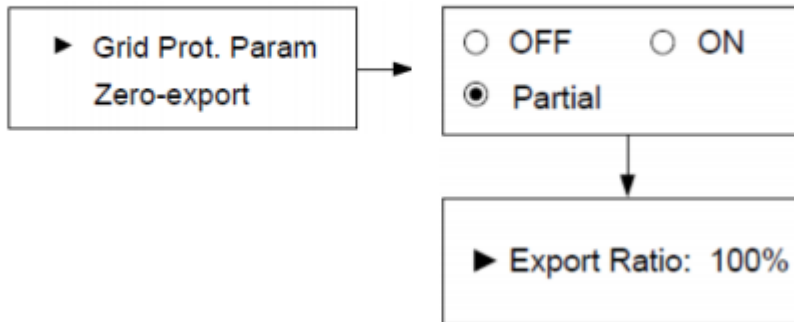 ► Grid Prot. Param
Zero-export
○ OFF ○ ON
◉ Partial
► Export Ratio: 100%